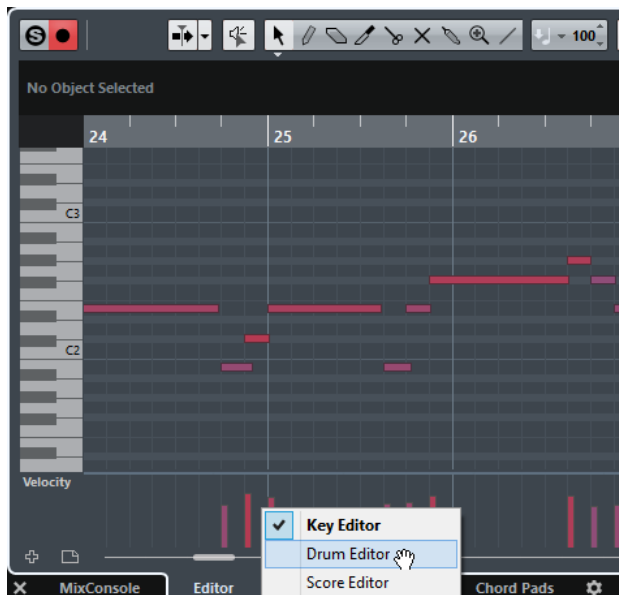 S
100
No Object Selected
24 25 26
C3
C2
Velocity
Key Editor
Drum Editor
Score Editor
MixConsole Editor Chord Pads